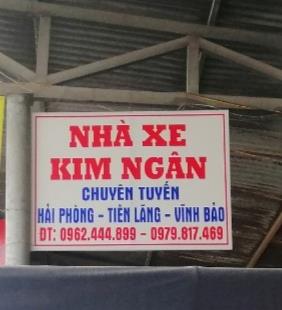 NHÀ XE
KIM NGÂN
CHUYÊN TUYẾN
HẢI PHÒNG - TIÊN LÃNG - VĨNH BẢO
ĐT: 0962.444.899 - 0979.817.469